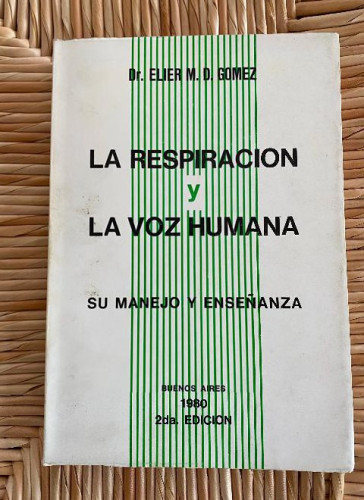 Dr. ELIER M. D. GOMEZ
LA RESPIRACION
y
LA VOZ HUMANA
SU MANEJO Y ENSEÑANZA
BUENOS AIRES
1980
2da. EDICION